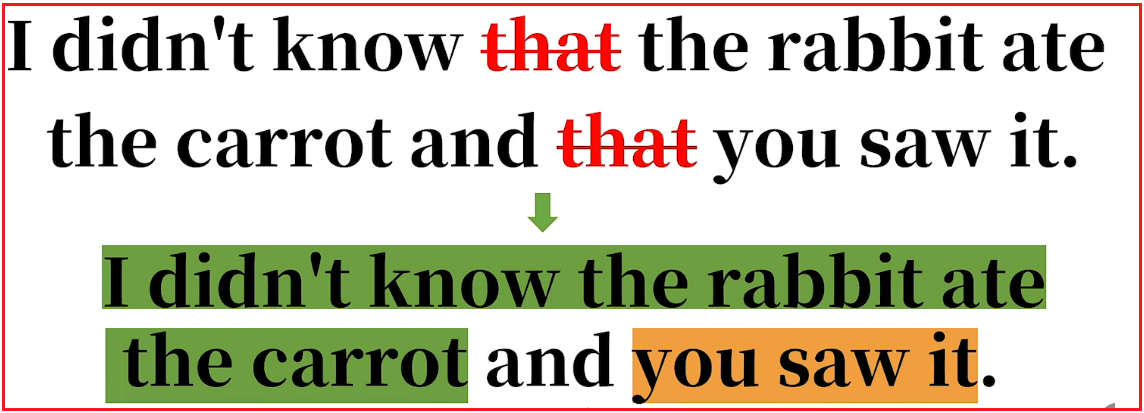 I didn't know that the rabbit ate
the carrot and that you saw it.
I didn't know the rabbit ate
the carrot and you saw it.